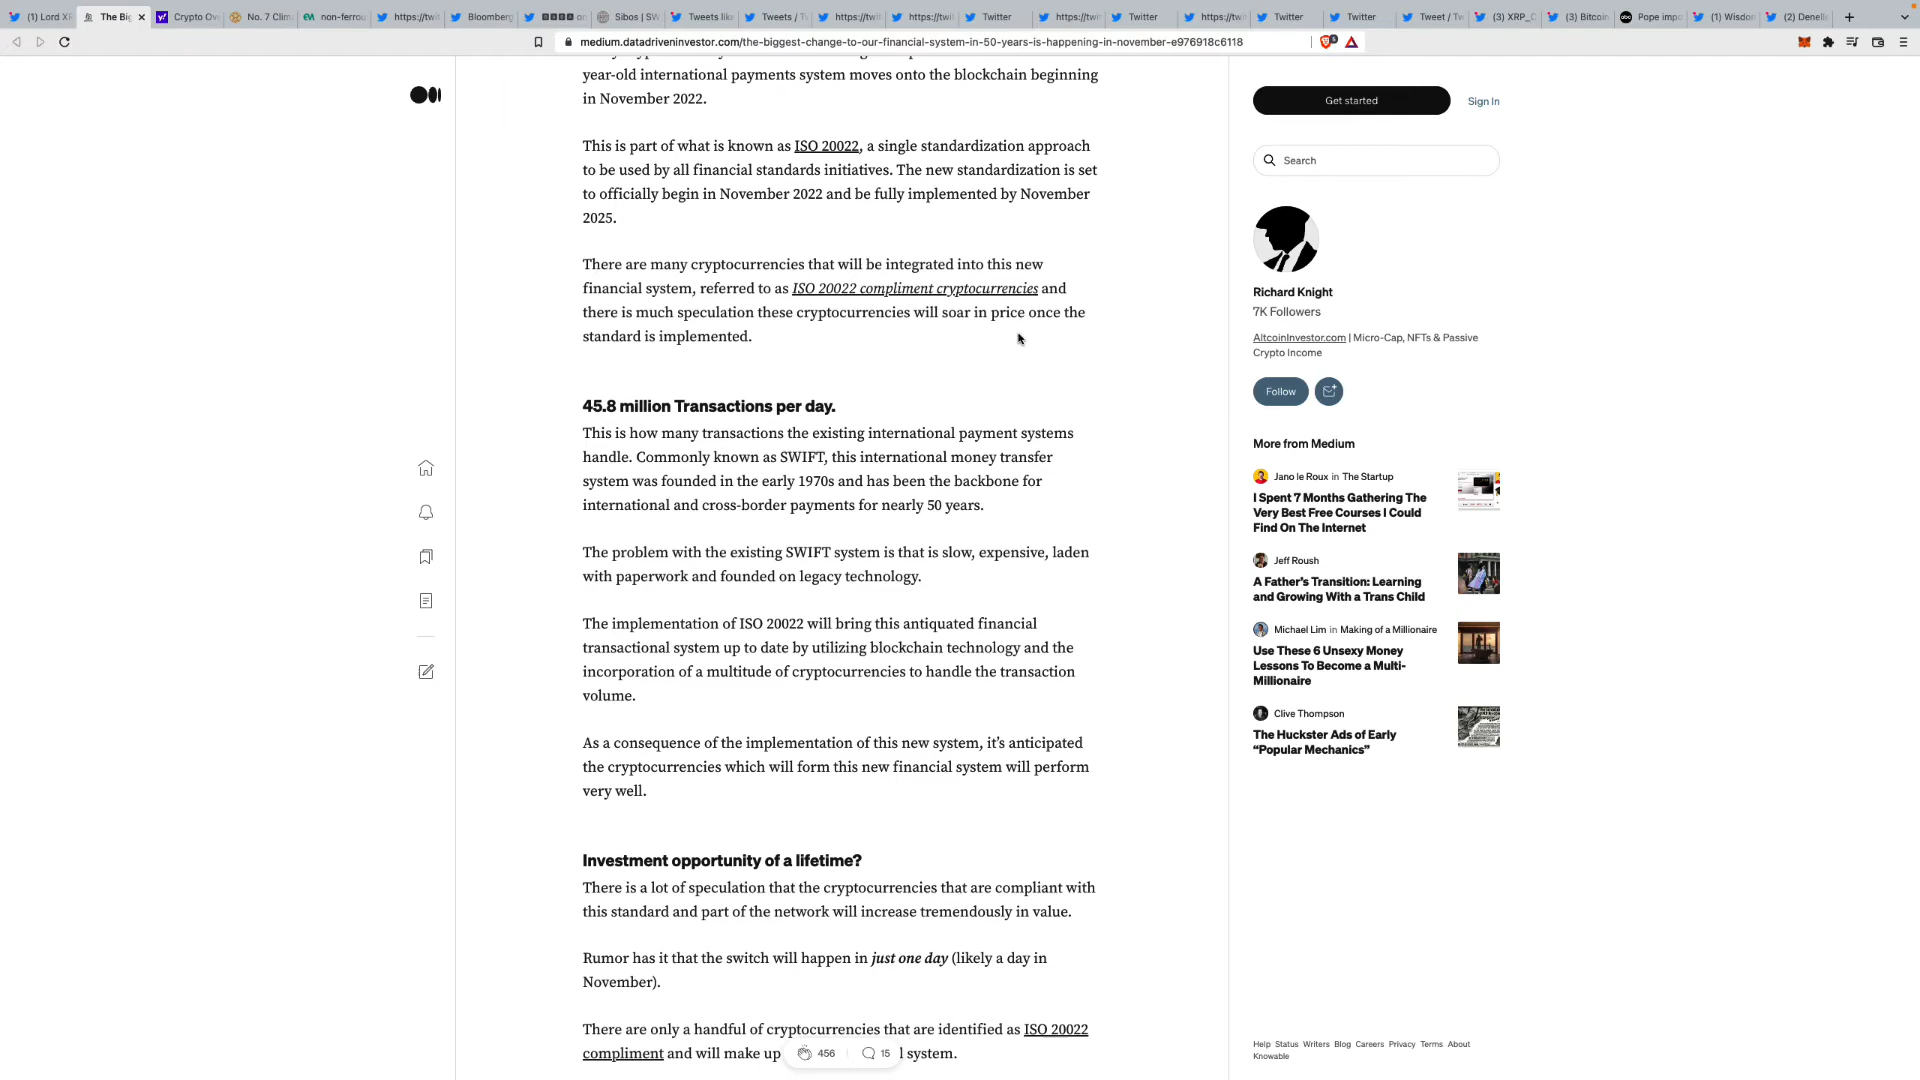 (1) Lord XR
The Big
Crypto Ov
No. 7 Clim
non-ferrou
https://twit
Bloomberg
Sibos | SW
Tweets lik
Tweets / T
https://twit
https://twit
Twitter
https://twit
Twitter
https://twit
Twitter
Twitter
Tweet / Tw
(3) XRP_C
(3) Bitcoin
Pope impo
(1) Wisdom
(2) Denelle
medium.datadriveninvestor.com/the-biggest-change-to-our-financial-system-in-50-years-is-happening-in-november-e976918c6118
year-old international payments system moves onto the blockchain beginning
in November 2022.
This is part of what is known as ISO 20022, a single standardization approach
to be used by all financial standards initiatives. The new standardization is set
to officially begin in November 2022 and be fully implemented by November
2025.
There are many cryptocurrencies that will be integrated into this new
financial system, referred to as ISO 20022 compliment cryptocurrencies and
there is much speculation these cryptocurrencies will soar in price once the
standard is implemented.
45.8 million Transactions per day.
This is how many transactions the existing international payment systems
handle. Commonly known as SWIFT, this international money transfer
system was founded in the early 1970s and has been the backbone for
international and cross-border payments for nearly 50 years.
The problem with the existing SWIFT system is that is slow, expensive, laden
with paperwork and founded on legacy technology.
The implementation of ISO 20022 will bring this antiquated financial
transactional system up to date by utilizing blockchain technology and the
incorporation of a multitude of cryptocurrencies to handle the transaction
volume.
As a consequence of the implementation of this new system, it's anticipated
the cryptocurrencies which will form this new financial system will perform
very well.
Investment opportunity of a lifetime?
There is a lot of speculation that the cryptocurrencies that are compliant with
this standard and part of the network will increase tremendously in value.
Rumor has it that the switch will happen in just one day (likely a day in
November).
There are only a handful of cryptocurrencies that are identified as ISO 20022
compliment and will make up l system.
456 15
Get started Sign In
Search
Richard Knight
7K Followers
AltcoinInvestor.com | Micro-Cap, NFTs & Passive
Crypto Income
Follow
More from Medium
Jano le Roux in The Startup
I Spent 7 Months Gathering The
Very Best Free Courses I Could
Find On The Internet
Jeff Roush
A Father's Transition: Learning
and Growing With a Trans Child
Michael Lim in Making of a Millionaire
Use These 6 Unsexy Money
Lessons To Become a Multi-
Millionaire
Clive Thompson
The Huckster Ads of Early
"Popular Mechanics"
Help Status Writers Blog Careers Privacy Terms About
Knowable